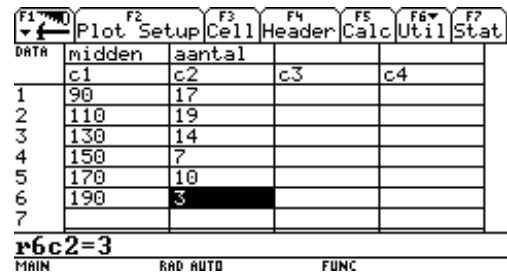 F1 F2 F3 F4 F5 F6 F7
Plot Setup Cell Header Calc Util Stat
DATA midden aantal
c1 c2 c3 c4
1 90 17
2 110 19
3 130 14
4 150 7
5 170 10
6 190 3
7
r6c2=3
MAIN RAD AUTO FUNC